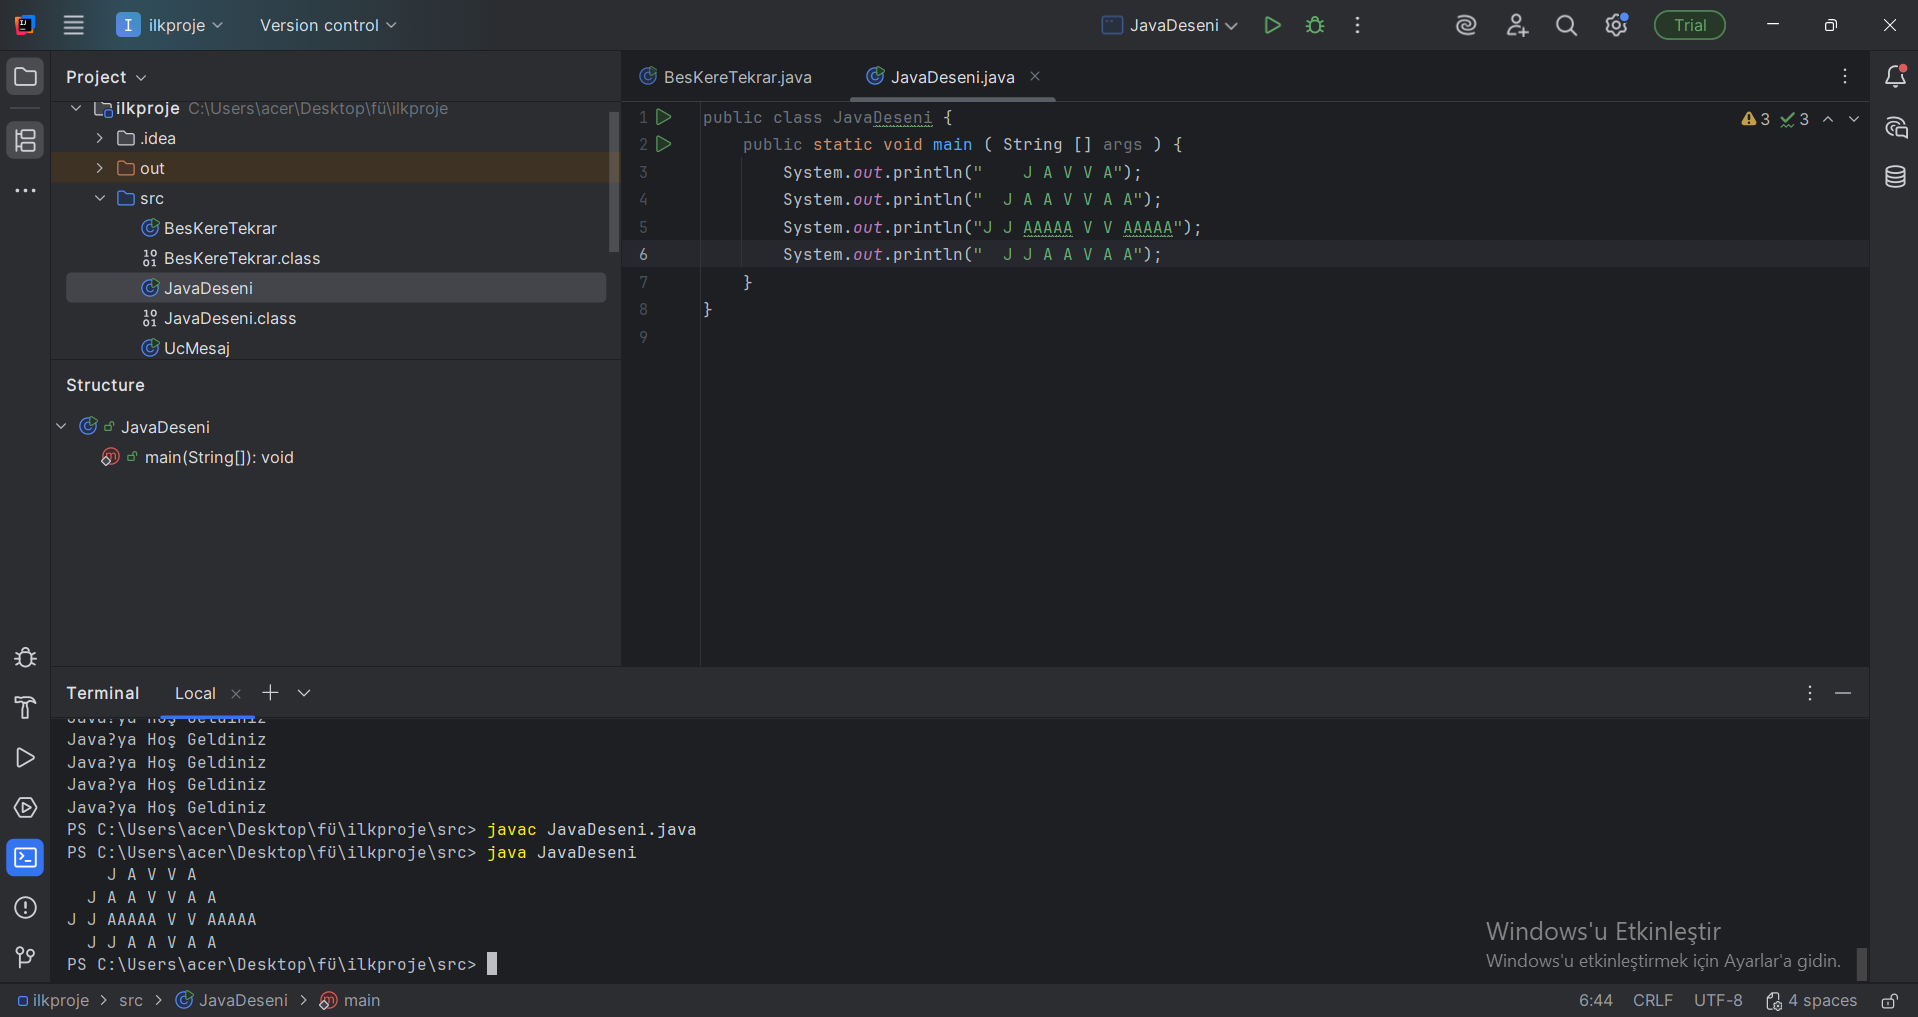 ilkproje
Version control
JavaDeseni
Trial
Project
BesKereTekrar.java
JavaDeseni.java
ilkproje C:\Users\acer\Desktop\fü\ilkproje
.idea
out
src
BesKereTekrar
BesKereTekrar.class
JavaDeseni
JavaDeseni.class
UcMesaj
Structure
JavaDeseni
main(String[]): void
1 public class JavaDeseni {
2     public static void main ( String [] args ) {
3         System.out.println("    J A V V A");
4         System.out.println("  J A A V V A A");
5         System.out.println("J J AAAAA V V AAAAA");
6         System.out.println("  J J A A V A A");
7     }
8 }
9
3 3
Terminal Local
Java?ya Hoş Geldiniz
Java?ya Hoş Geldiniz
Java?ya Hoş Geldiniz
Java?ya Hoş Geldiniz
Java?ya Hoş Geldiniz
PS C:\Users\acer\Desktop\fü\ilkproje\src> javac JavaDeseni.java
PS C:\Users\acer\Desktop\fü\ilkproje\src> java JavaDeseni
    J A V V A
  J A A V V A A
J J AAAAA V V AAAAA
  J J A A V A A
PS C:\Users\acer\Desktop\fü\ilkproje\src>
Windows'u Etkinleştir
Windows'u etkinleştirmek için Ayarlar'a gidin.
ilkproje > src > JavaDeseni > main
6:44 CRLF UTF-8 4 spaces